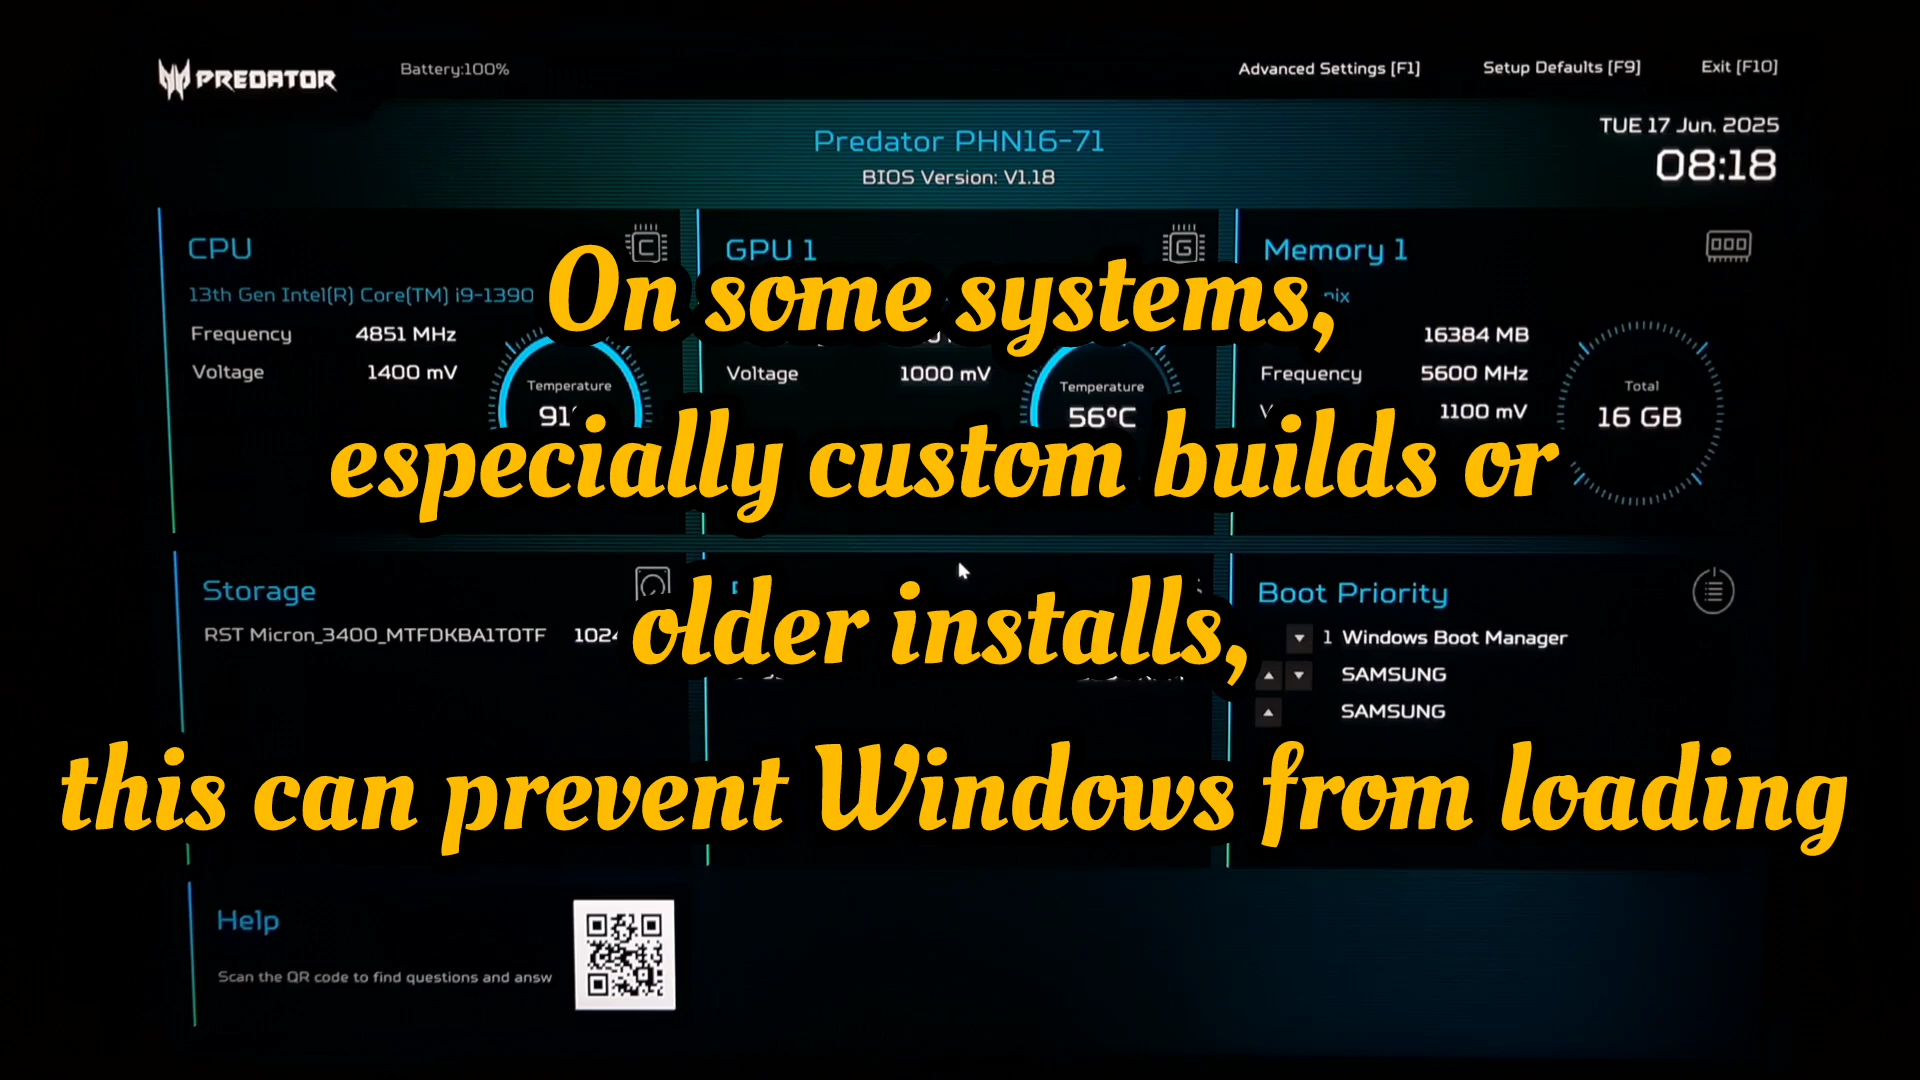 PREDATOR
Battery:100%
Advanced Settings [F1]
Setup Defaults [F9]
Exit [F10]
TUE 17 Jun. 2025
08:18
Predator PHN16-71
BIOS Version: V1.18
CPU
13th Gen Intel(R) Core(TM) i9-1390
Frequency 4851 MHz
Voltage 1400 mV
Temperature
GPU 1
Voltage 1000 mV
Temperature
56°C
Memory 1
16384 MB
Frequency 5600 MHz
1100 mV
Total
16 GB
On some systems,
especially custom builds or
older installs,
this can prevent Windows from loading
Storage
RST Micron_3400_MTFDKBA1T0TF
Boot Priority
1 Windows Boot Manager
SAMSUNG
SAMSUNG
Help
Scan the QR code to find questions and answ